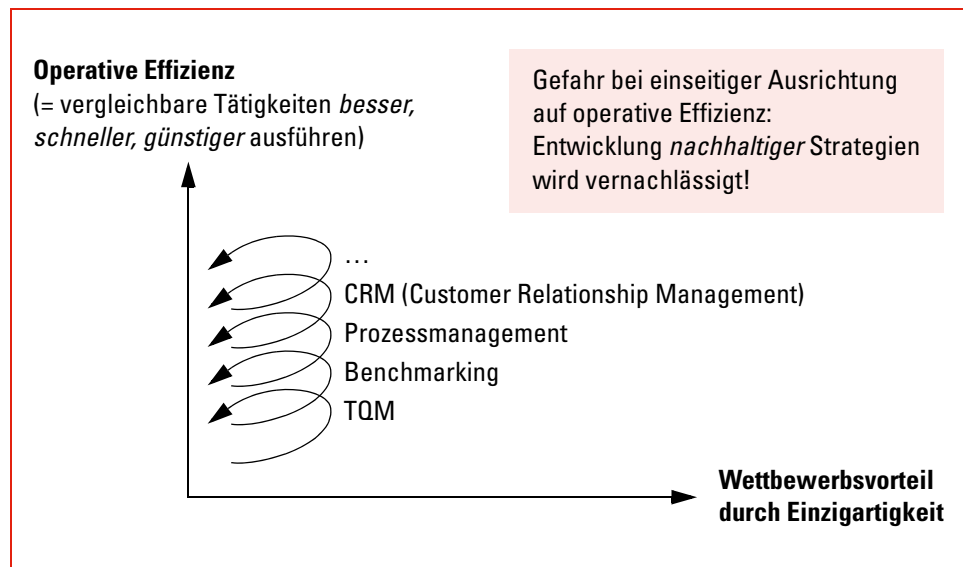 Operative Effizienz
(= vergleichbare Tätigkeiten besser,
schneller, günstiger ausführen)
Gefahr bei einseitiger Ausrichtung
auf operative Effizienz:
Entwicklung nachhaltiger Strategien
wird vernachlässigt!
…
CRM (Customer Relationship Management)
Prozessmanagement
Benchmarking
TQM
Wettbewerbsvorteil
durch Einzigartigkeit